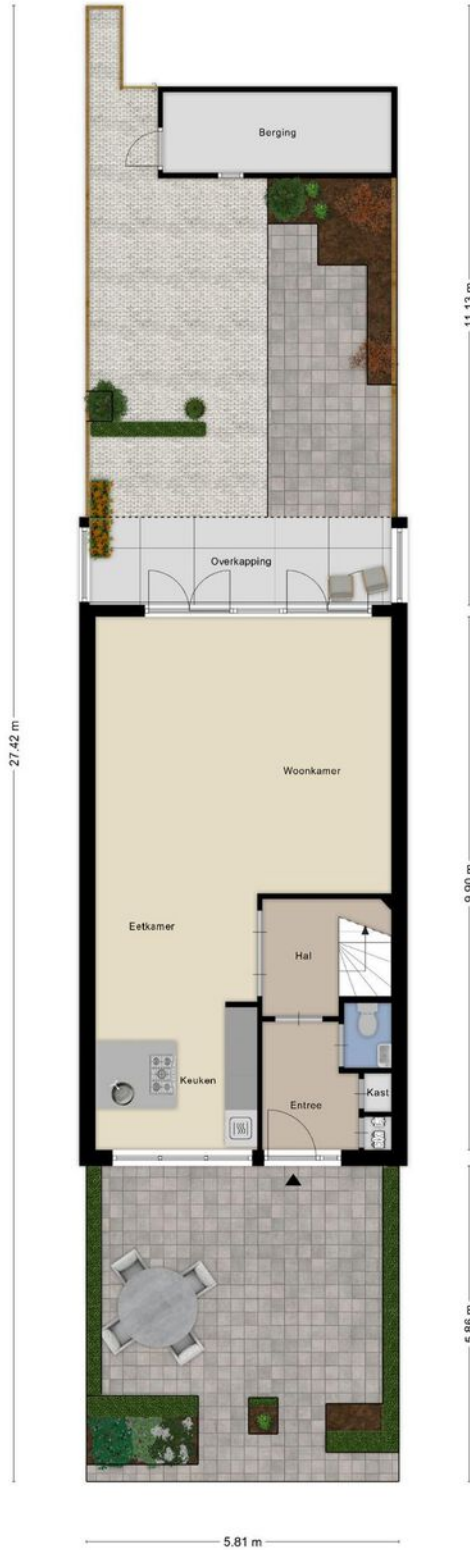 Berging
11.13 m
Overkapping
27.42 m
Woonkamer
9.90 m
Eetkamer
Hal
Keuken
Kast
Entree
5.86 m
5.81 m